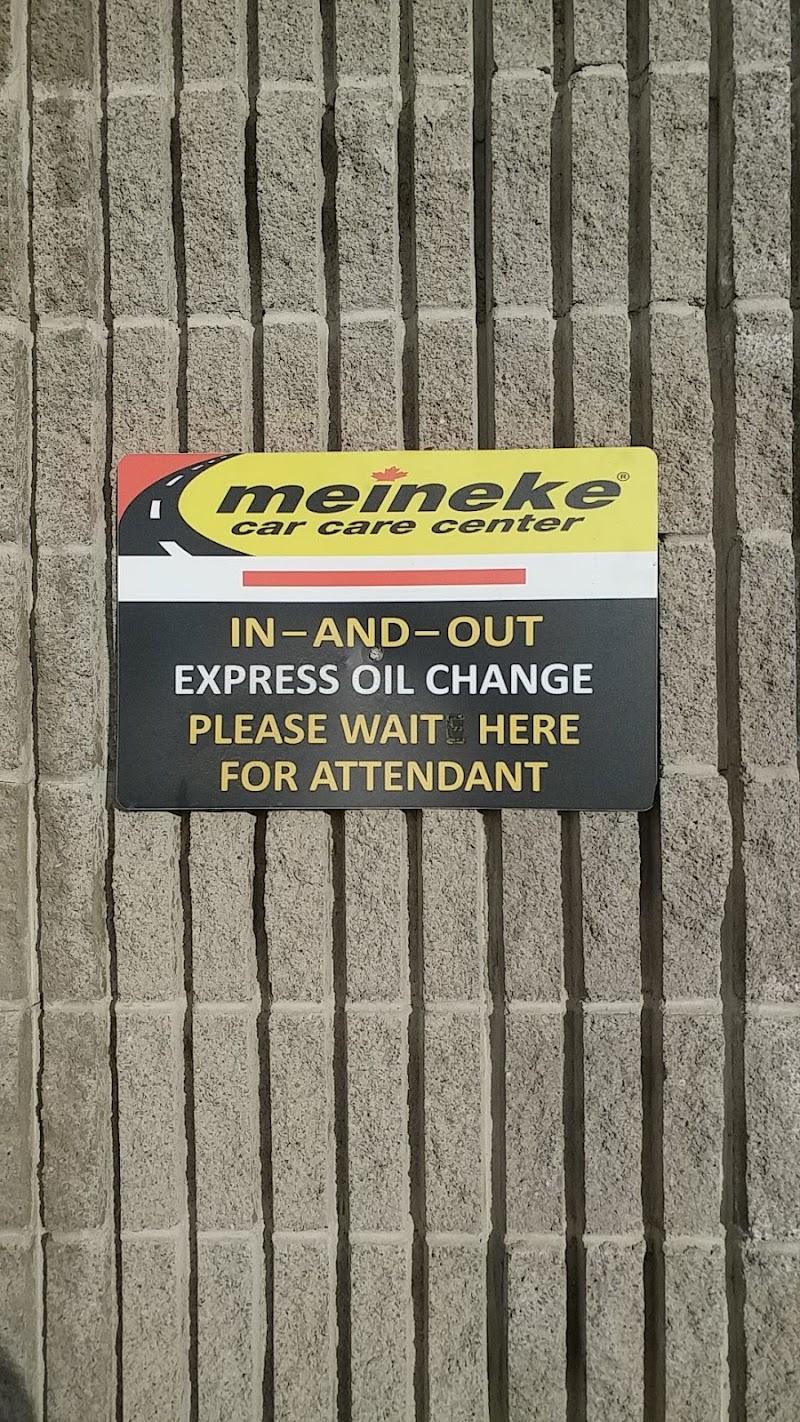 meineke®
car care center
IN-AND-OUT
EXPRESS OIL CHANGE
PLEASE WAIT HERE
FOR ATTENDANT